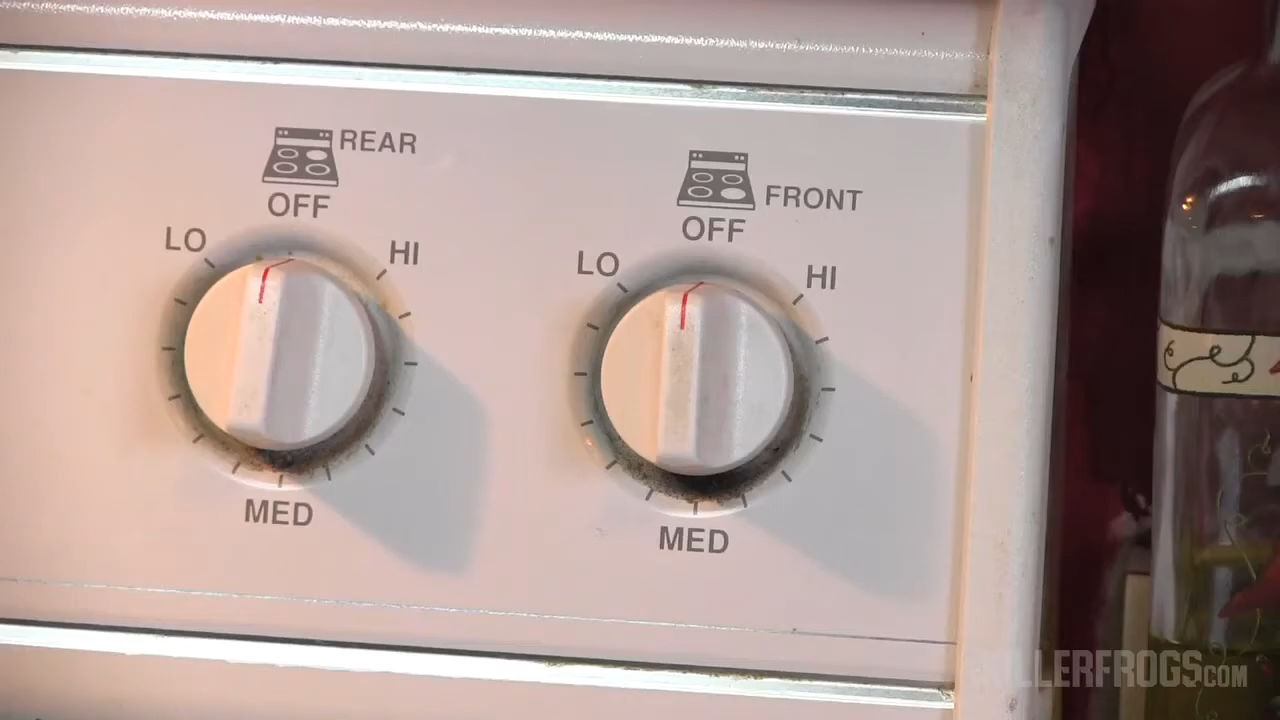 REAR
OFF
LO
HI
MED
FRONT
OFF
LO
HI
MED
LLERFROGS.COM